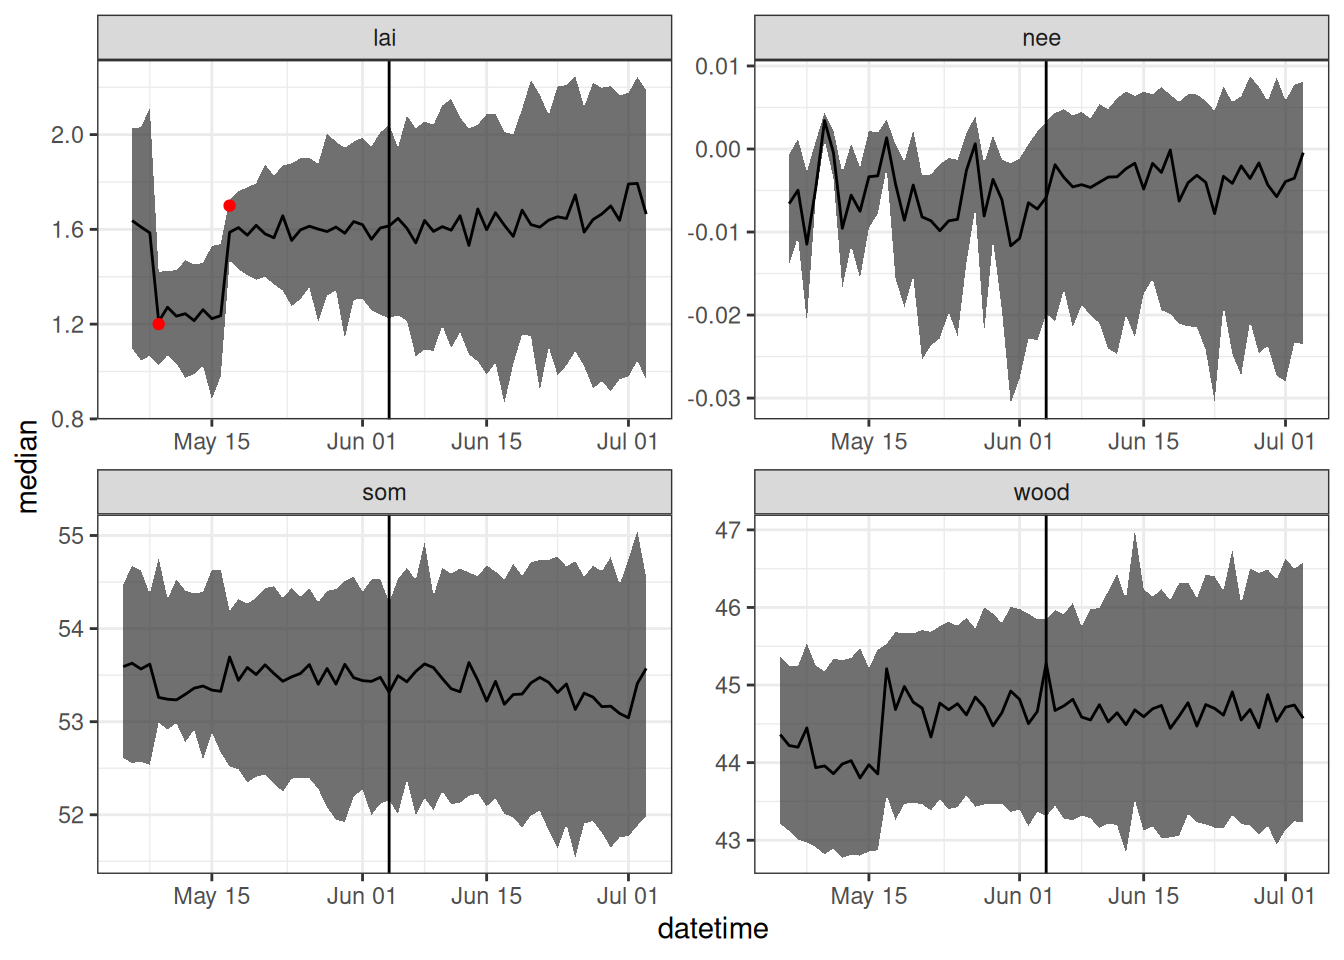 lai
nee
2.0
1.6
1.2
0.8
0.01
0.00
-0.01
-0.02
-0.03
May 15 Jun 01 Jun 15 Jul 01
May 15 Jun 01 Jun 15 Jul 01
som
wood
55
54
53
52
47
46
45
44
43
May 15 Jun 01 Jun 15 Jul 01
May 15 Jun 01 Jun 15 Jul 01
median
datetime